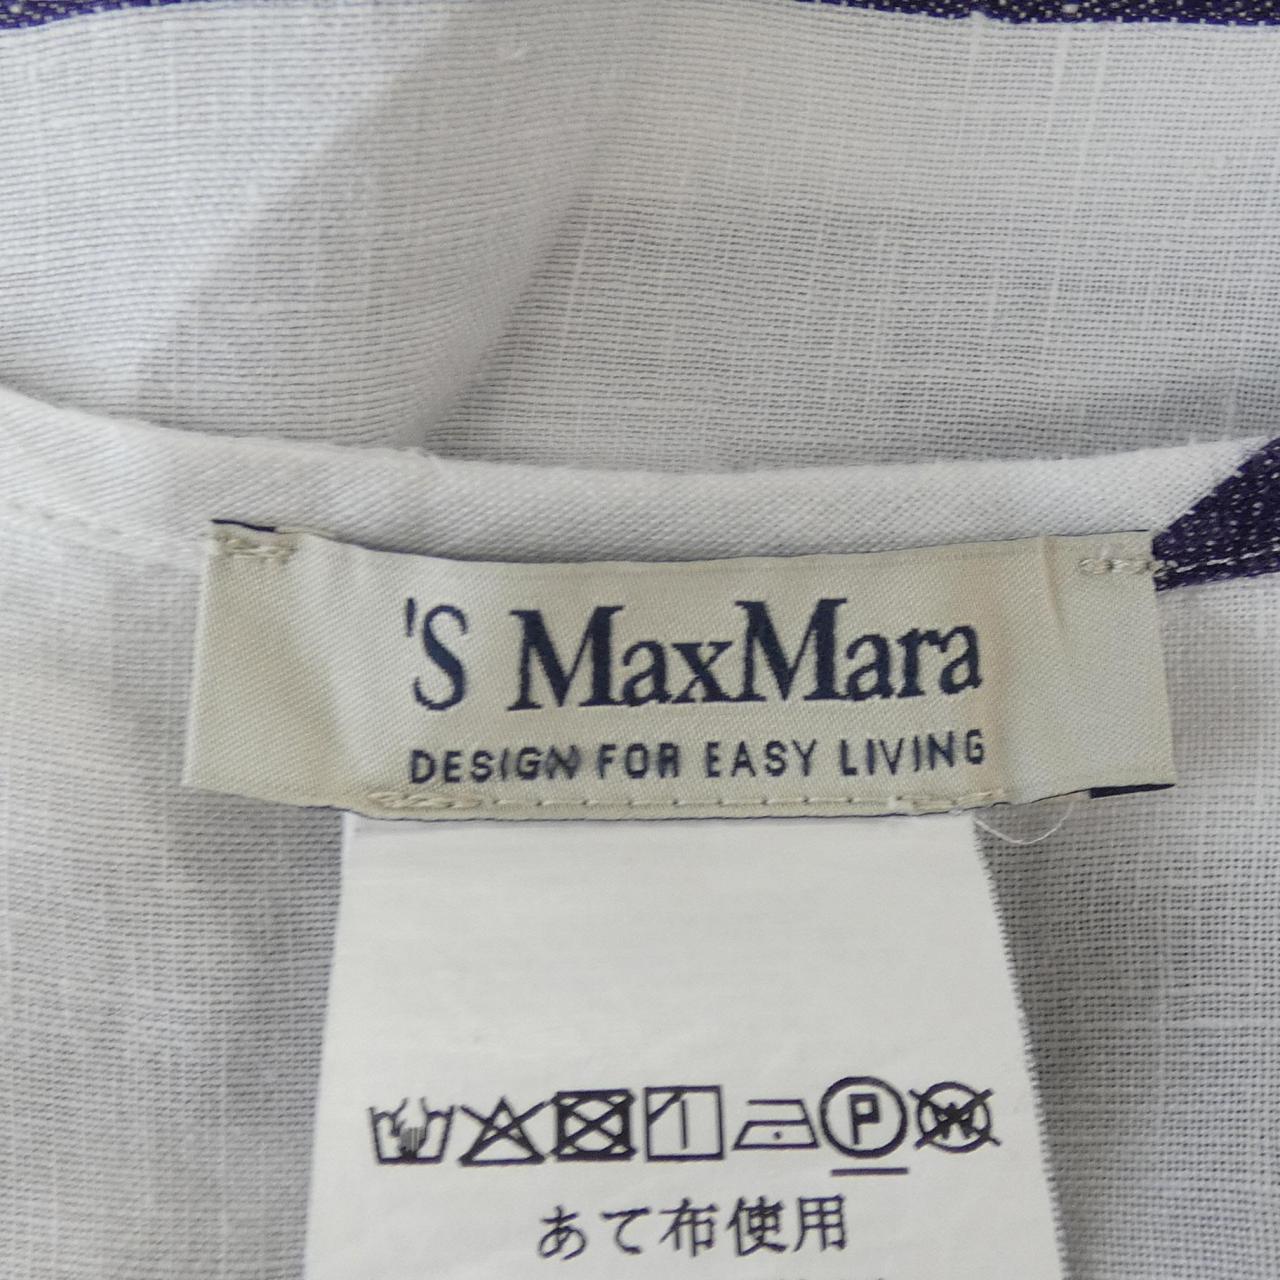 'S MaxMara
DESIGN FOR EASY LIVING
P W
あて布使用